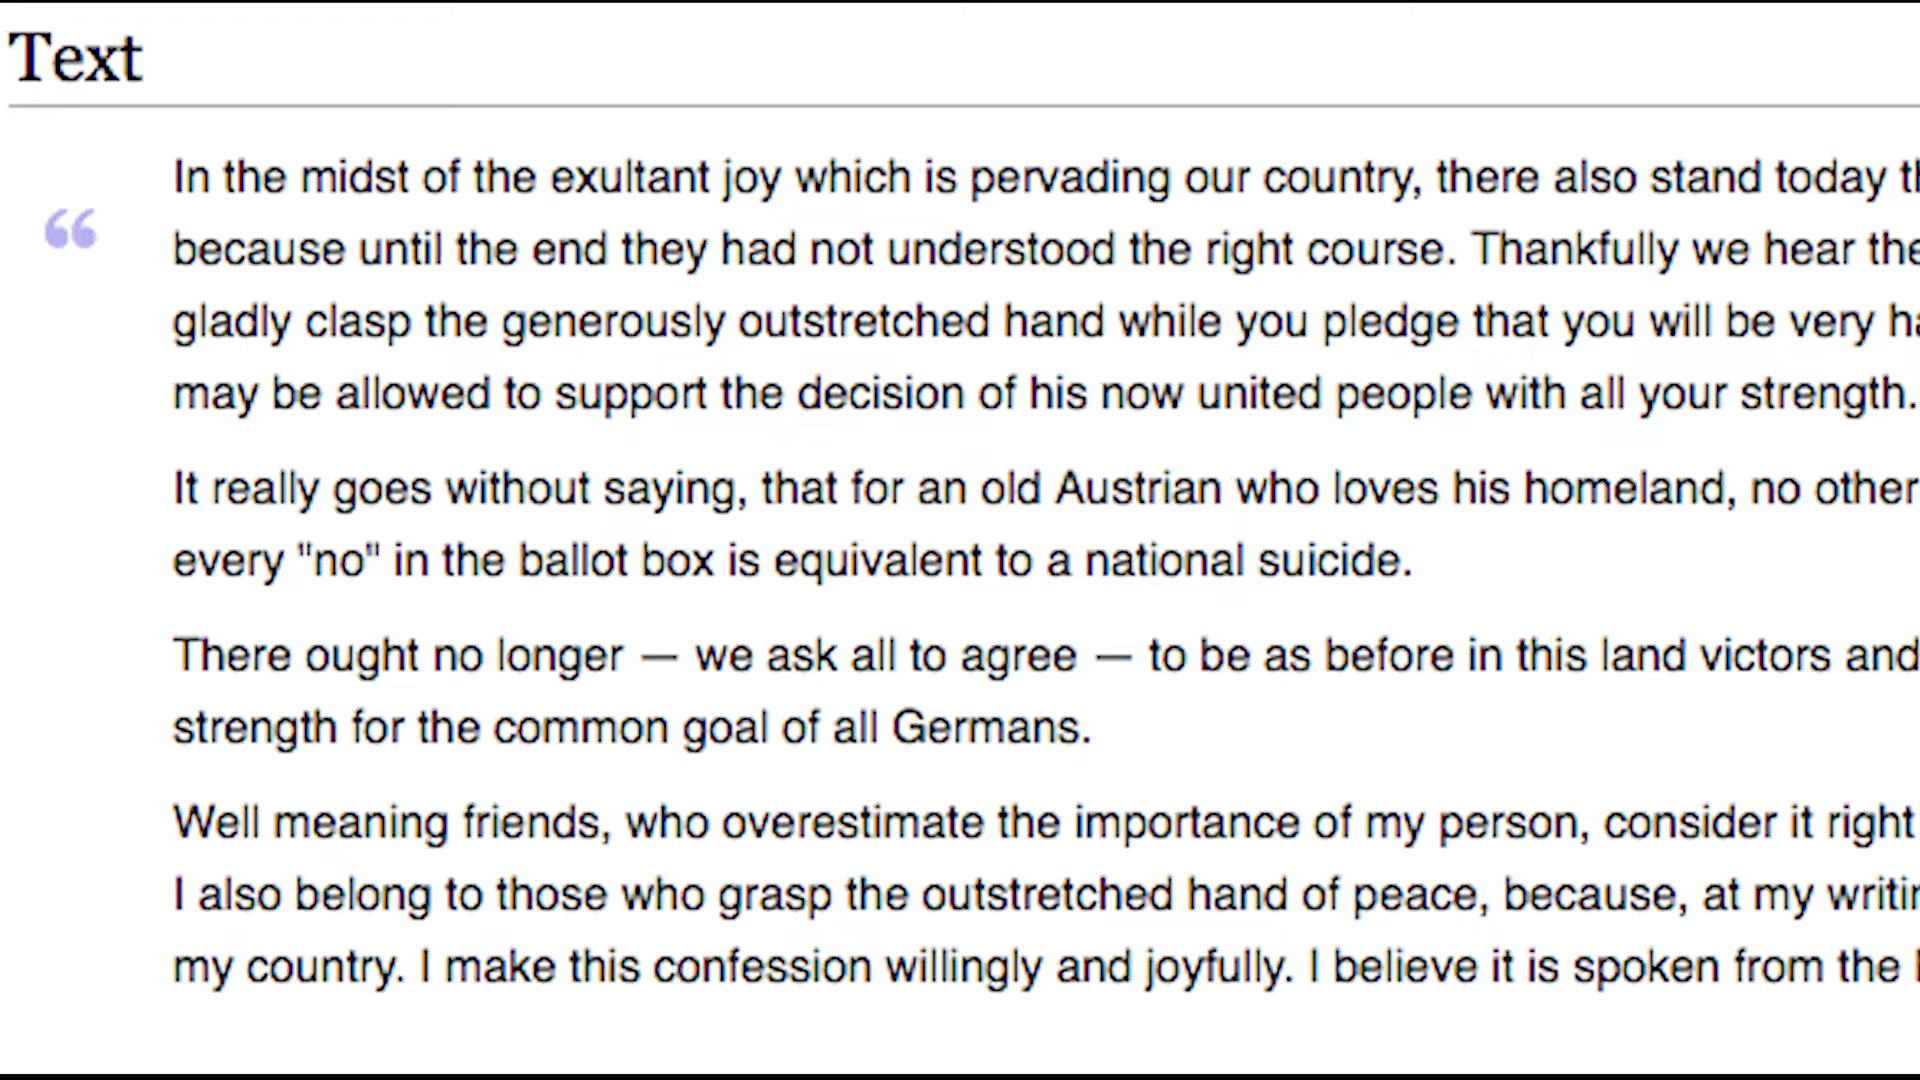 Text
“
In the midst of the exultant joy which is pervading our country, there also stand today
because until the end they had not understood the right course. Thankfully we hear the
gladly clasp the generously outstretched hand while you pledge that you will be very
may be allowed to support the decision of his now united people with all your strength.
It really goes without saying, that for an old Austrian who loves his homeland, no other
every "no" in the ballot box is equivalent to a national suicide.
There ought no longer — we ask all to agree — to be as before in this land victors and
strength for the common goal of all Germans.
Well meaning friends, who overestimate the importance of my person, consider it right
I also belong to those who grasp the outstretched hand of peace, because, at my
my country. I make this confession willingly and joyfully. I believe it is spoken from the